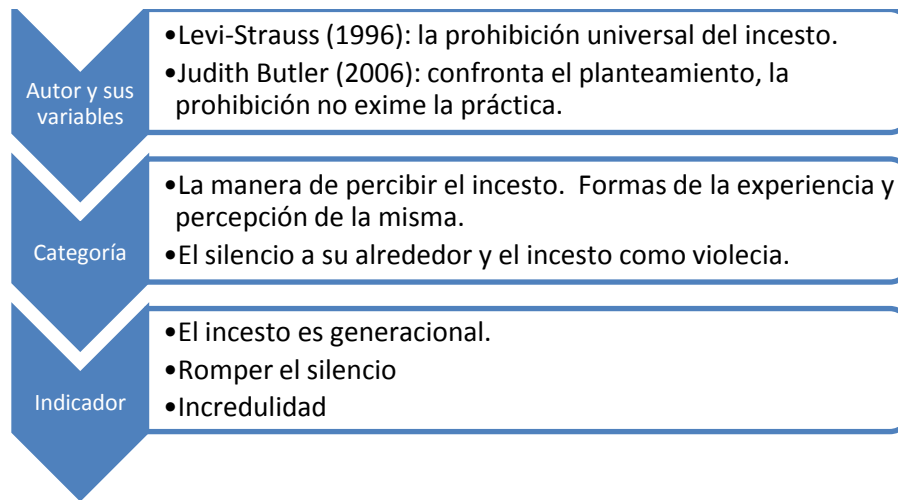 Autor y sus
variables
•Levi-Strauss (1996): la prohibición universal del incesto.
•Judith Butler (2006): confronta el planteamiento, la
prohibición no exime la práctica.
Categoría
•La manera de percibir el incesto. Formas de la experiencia y
percepción de la misma.
•El silencio a su alrededor y el incesto como violecia.
Indicador
•El incesto es generacional.
•Romper el silencio
•Incredulidad